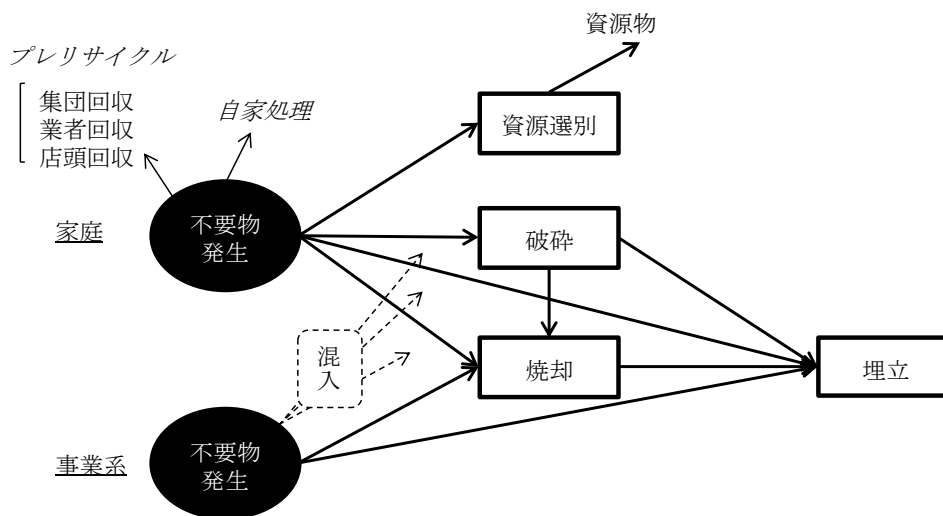 資源物
プレリサイクル
集団回収
業者回収
店頭回収
自家処理
資源選別
家庭
不要物
発生
破砕
混
入
焼却
埋立
事業系
不要物
発生